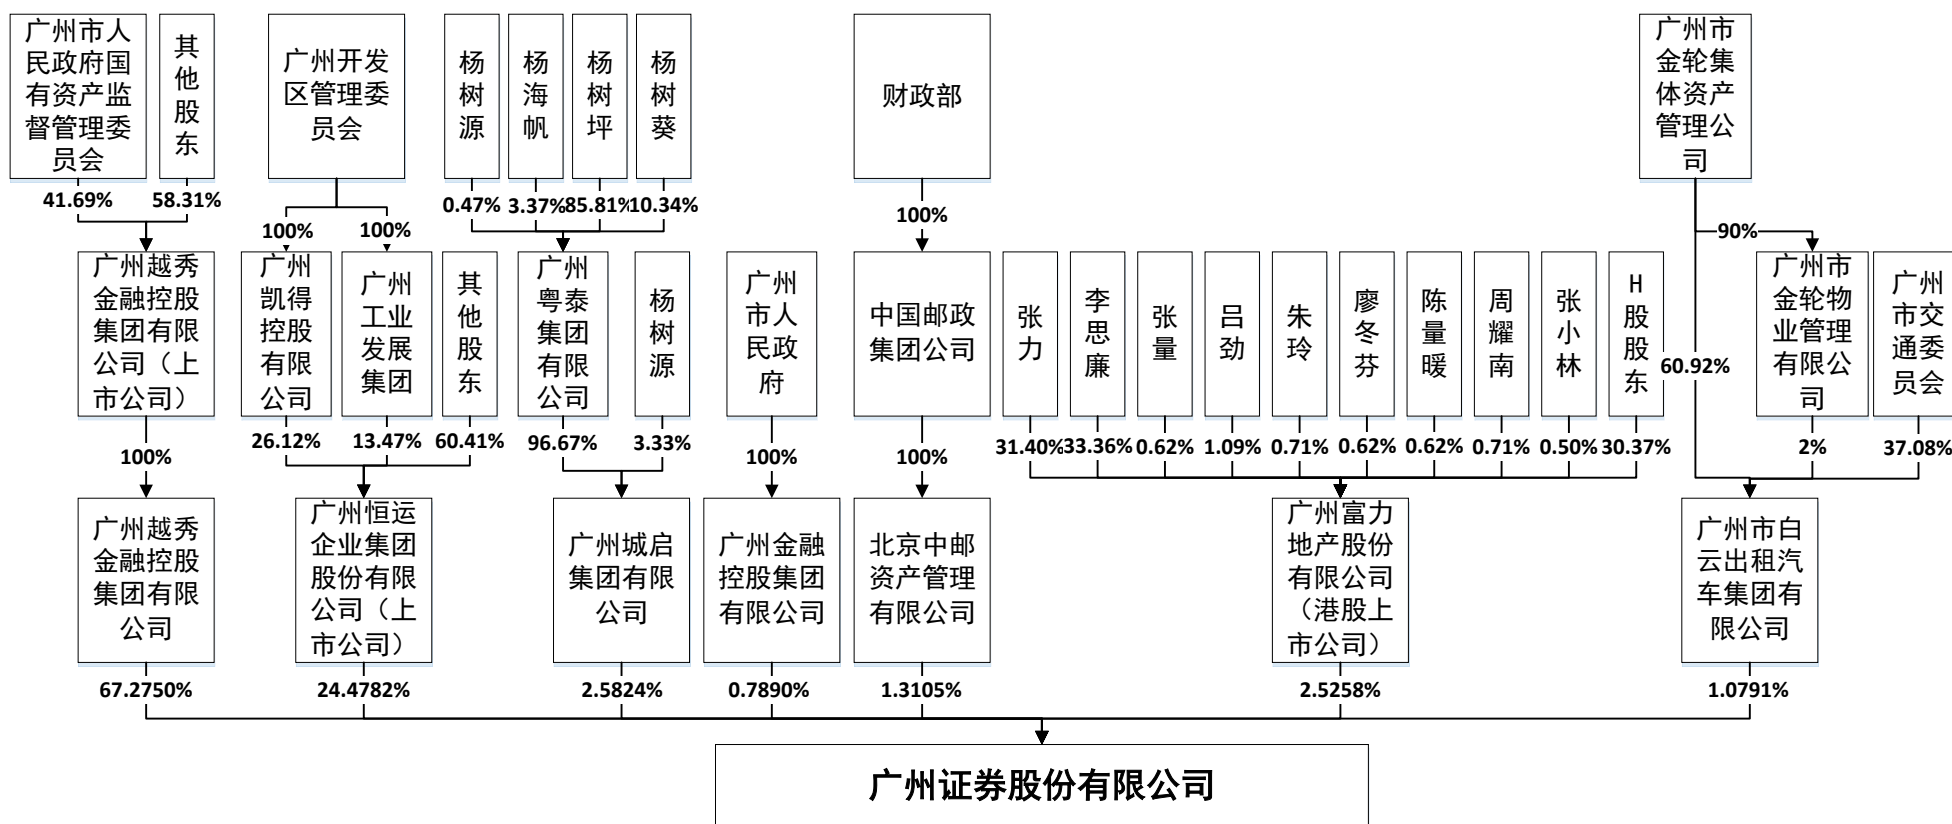 广州市人
民政府国
有资产监
督管理委
员会
其
他
股
东
广州开发
区管理委
员会
杨
树
源
杨
海
帆
杨
树
坪
杨
树
葵
财政部
广州市
金轮集
体资产
管理公
司
41.69%
58.31%
0.47%
3.37%
85.81%
10.34%
100%
100%
100%
90%
广州越秀
金融控股
集团有限
公司（上
市公司）
广州
凯得
控股
有限
公司
广州
工业
发展
集团
其
他
股
东
广州
粤泰
集团
有限
公司
杨
树
源
广州
市人
民政
府
中国邮政
集团公司
张
力
李
思
廉
张
量
吕
劲
朱
玲
廖
冬
芬
陈
量
暖
周
耀
南
张
小
林
H
股
股
东
60.92%
广州市
金轮物
业管理
有限公
司
广州
市交
通委
员会
100%
26.12%
13.47%
60.41%
96.67%
3.33%
100%
100%
31.40%
33.36%
0.62%
1.09%
0.71%
0.62%
0.62%
0.71%
0.50%
30.37%
2%
37.08%
广州越秀
金融控股
集团有限
公司
广州恒运
企业集团
股份有限
公司（上
市公司）
广州城启
集团有限
公司
广州金融
控股集团
有限公司
北京中邮
资产管理
有限公司
广州富力
地产股份
有限公司
（港股上
市公司）
广州市白
云出租汽
车集团有
限公司
67.2750%
24.4782%
2.5824%
0.7890%
1.3105%
2.5258%
1.0791%
广州证券股份有限公司